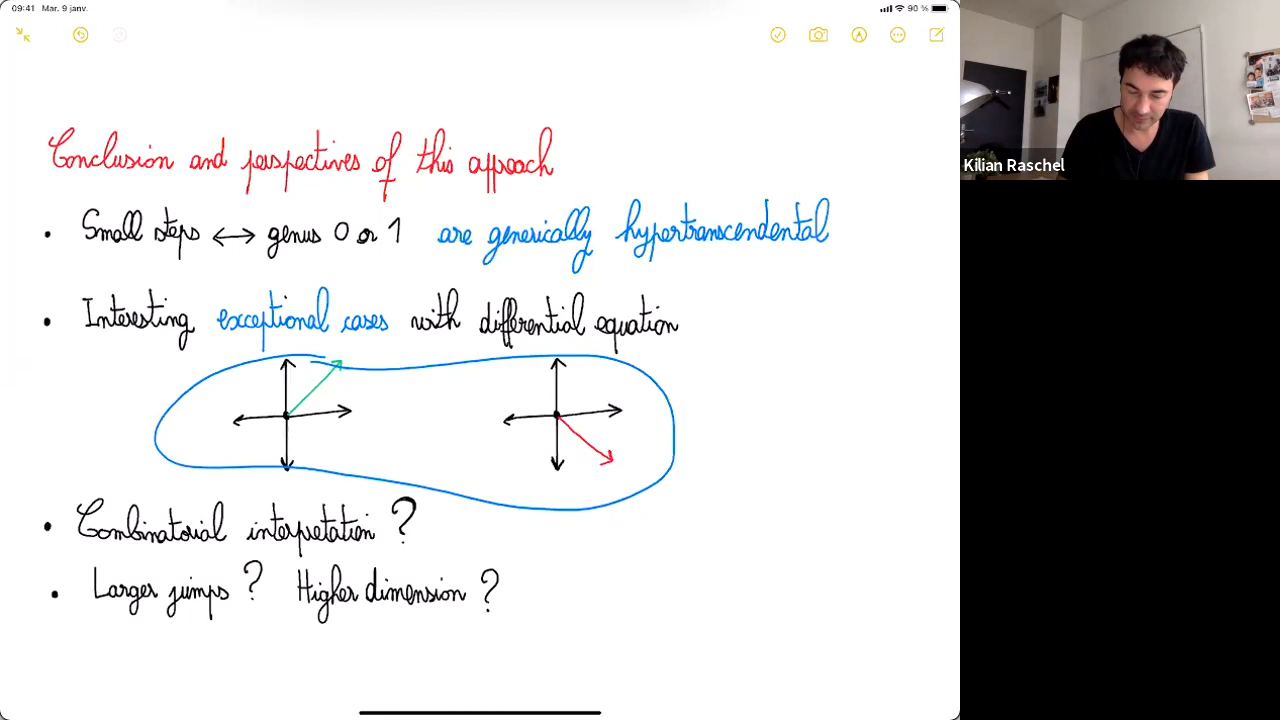 09:41 Mar. 9 janv.
90 %
Conclusion and perspectives of this approach
• Small steps ↔ genus 0 or 1 are generically hypertranscendental
• Interesting exceptional cases with differential equation
• Combinatorial interpretation ?
• Larger jumps ? Higher dimension ?
Kilian Raschel